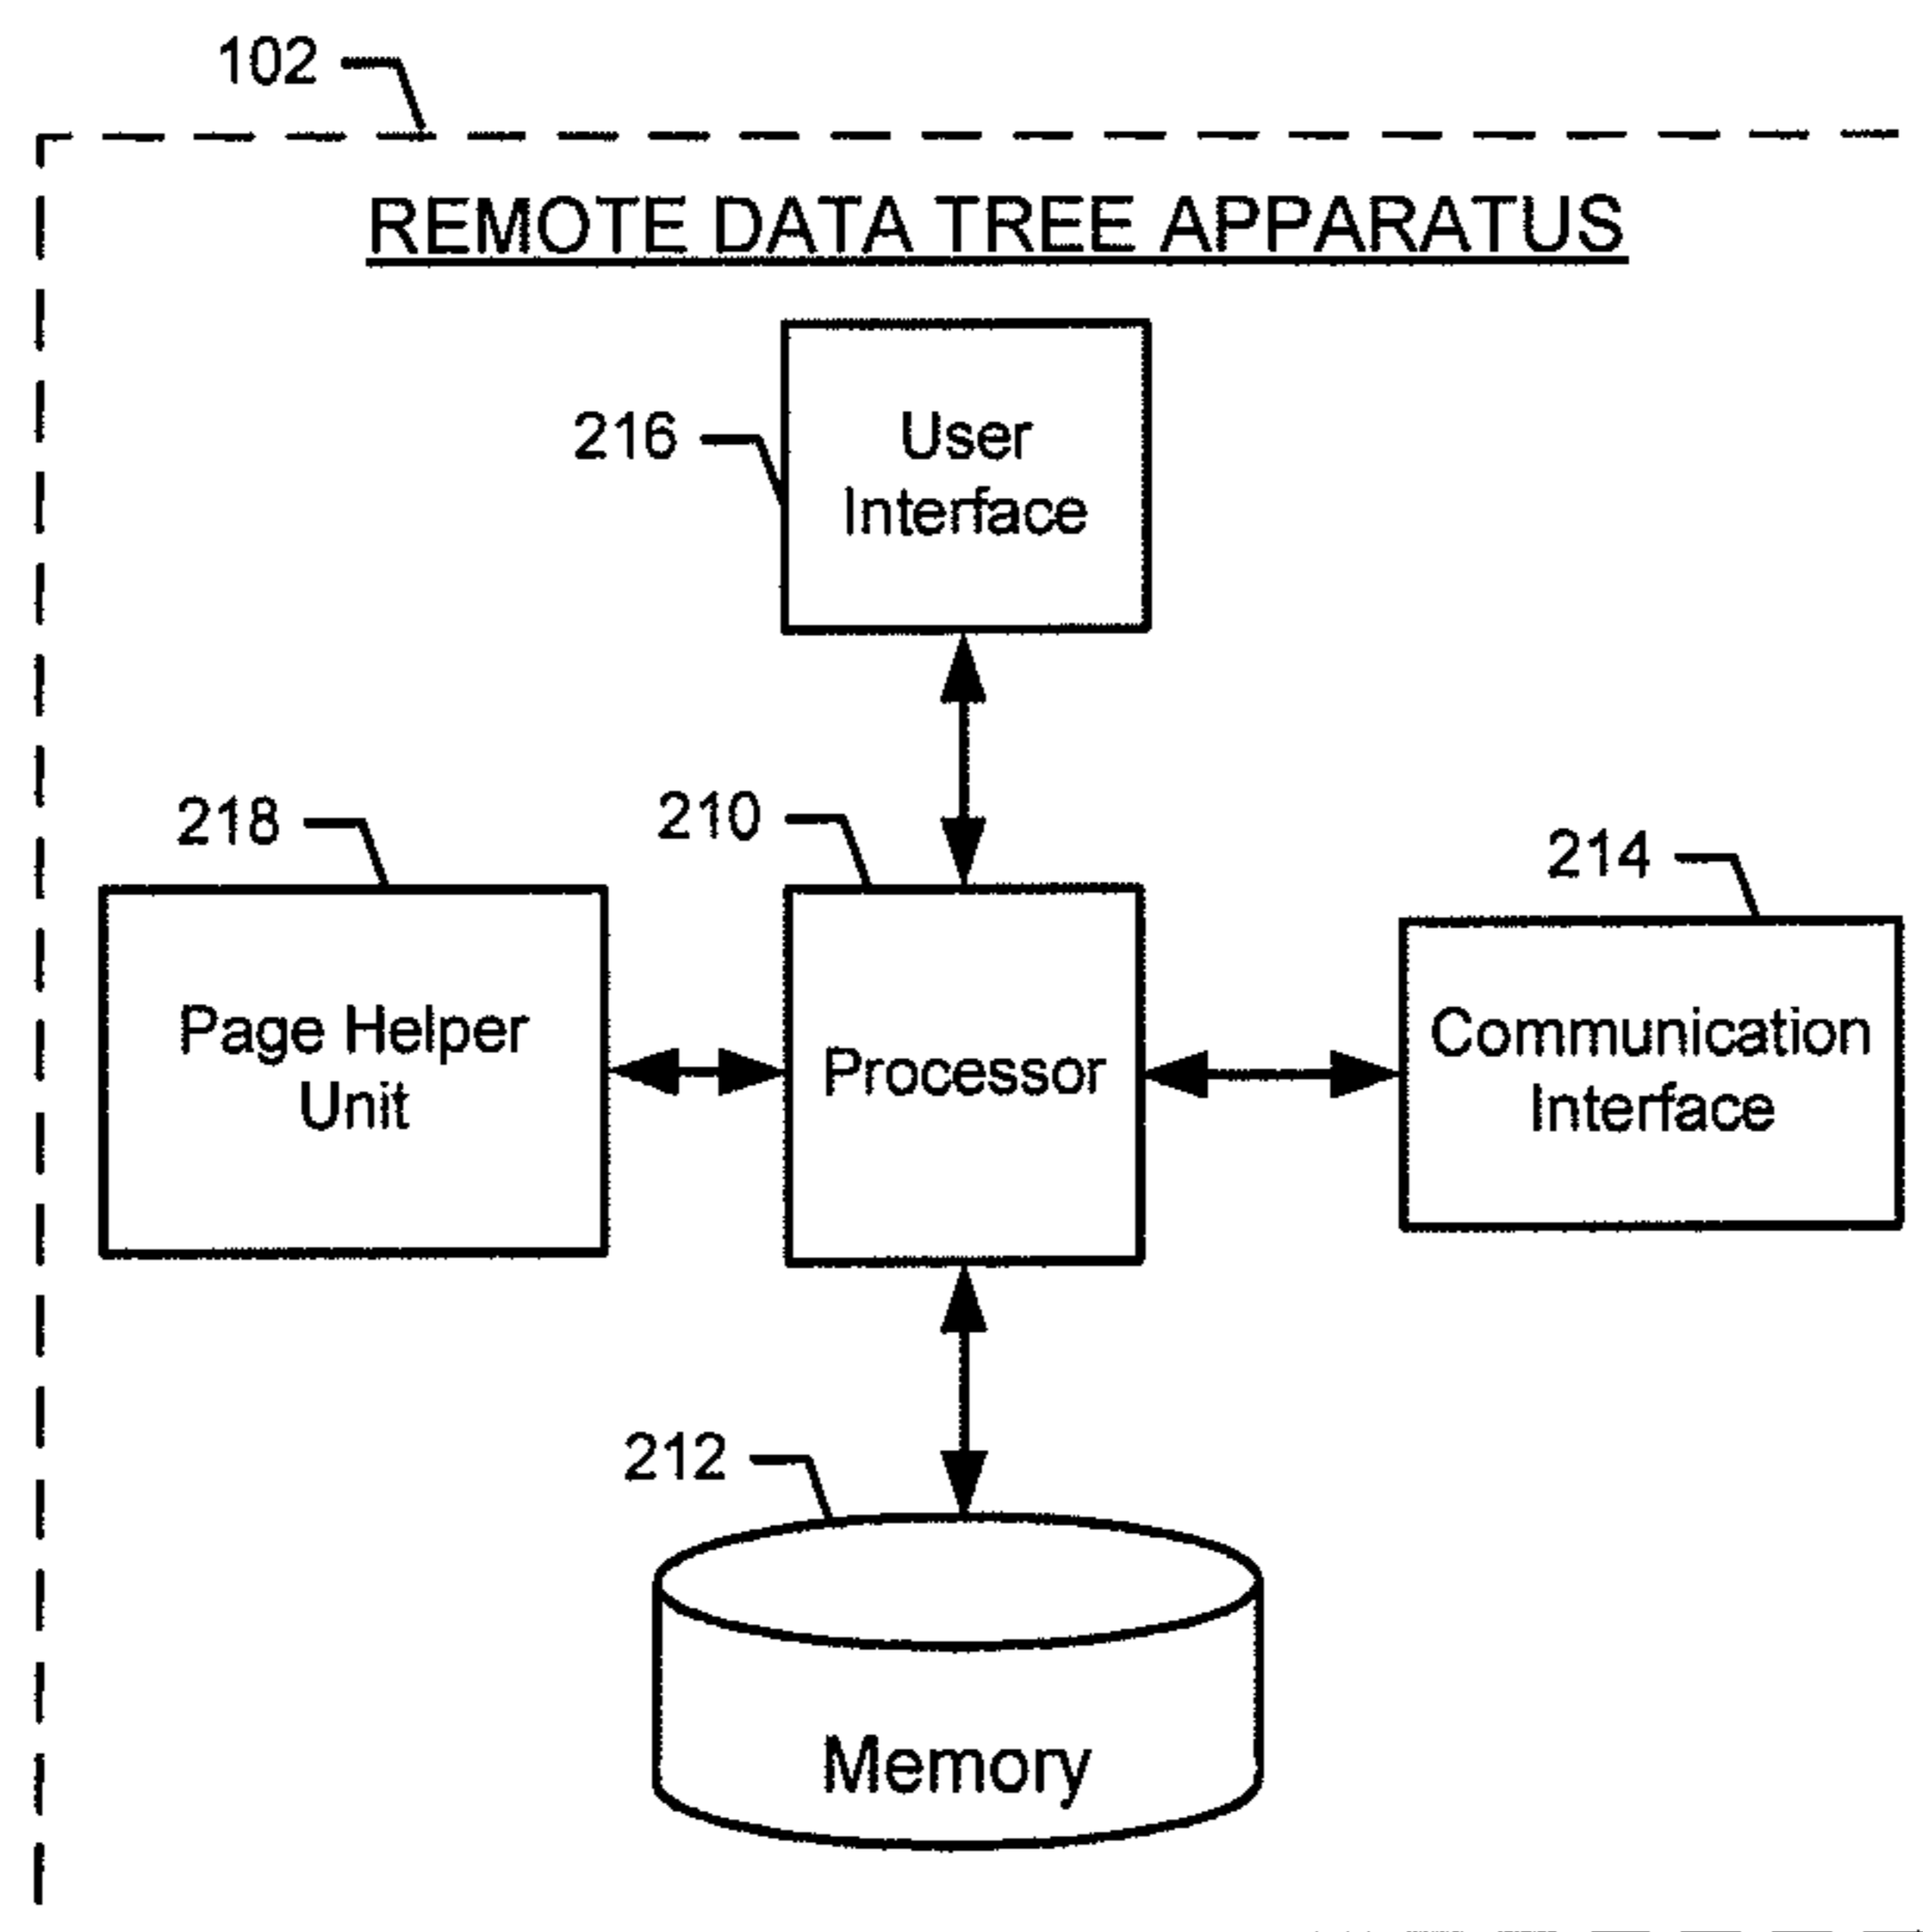 102
REMOTE DATA TREE APPARATUS
216
User
Interface
218
210
214
Page Helper
Unit
Processor
Communication
Interface
212
Memory